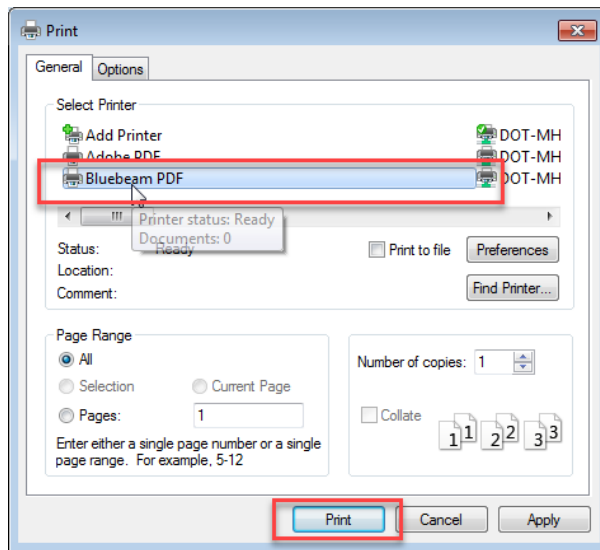 Print
General Options
Select Printer
Add Printer DOT-MH
Adobe PDF DOT-MH
Bluebeam PDF DOT-MH
Printer status: Ready
Documents: 0
Status: Ready
Print to file Preferences
Location:
Comment: Find Printer...
Page Range
All
Selection Current Page
Pages: 1
Enter either a single page number or a single
page range. For example, 5-12
Number of copies: 1
Collate
1 1 2 2 3 3
Print Cancel Apply